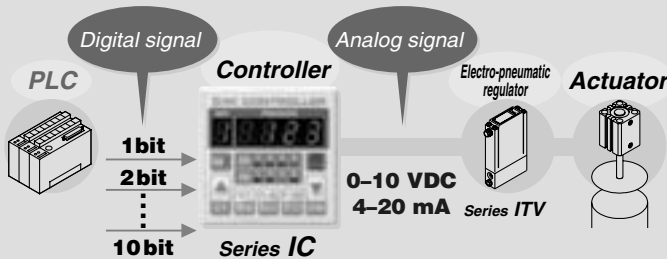 Digital signal
Analog signal
PLC
Controller
Electro-pneumatic
regulator
Actuator
1bit
2bit
10bit
0–10 VDC
4–20 mA
Series IC
Series ITV